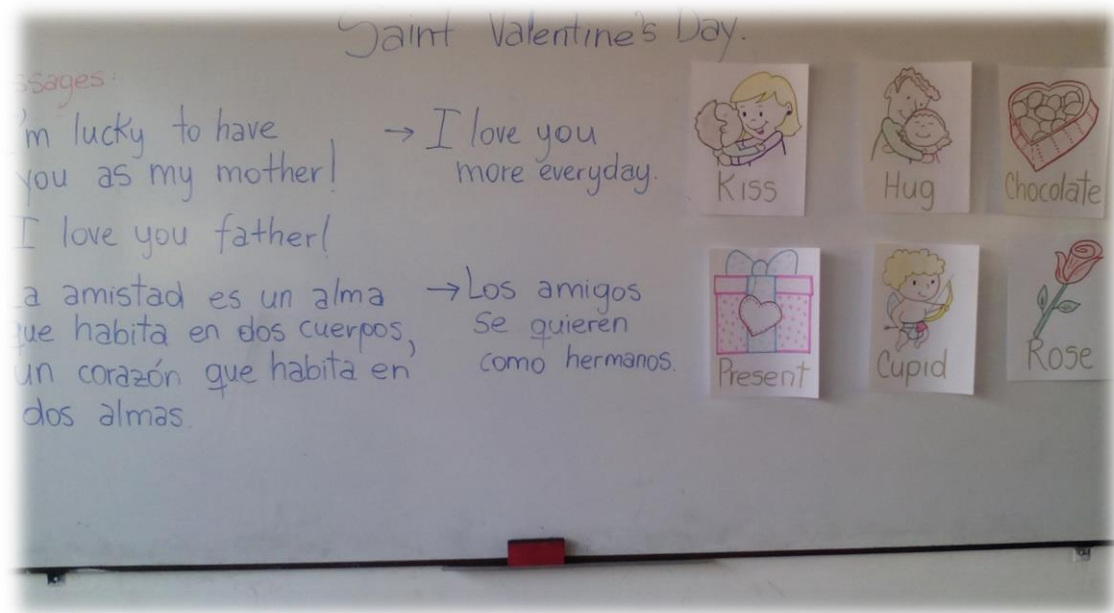 Saint Valentine's Day.
ssages:
'm lucky to have
you as my mother!
I love you father!
La amistad es un alma
que habita en dos cuerpos,
un corazón que habita en
dos almas.
→ I love you
more everyday.
→ Los amigos
se quieren
como hermanos.
Kiss
Hug
Chocolate
Present
Cupid
Rose